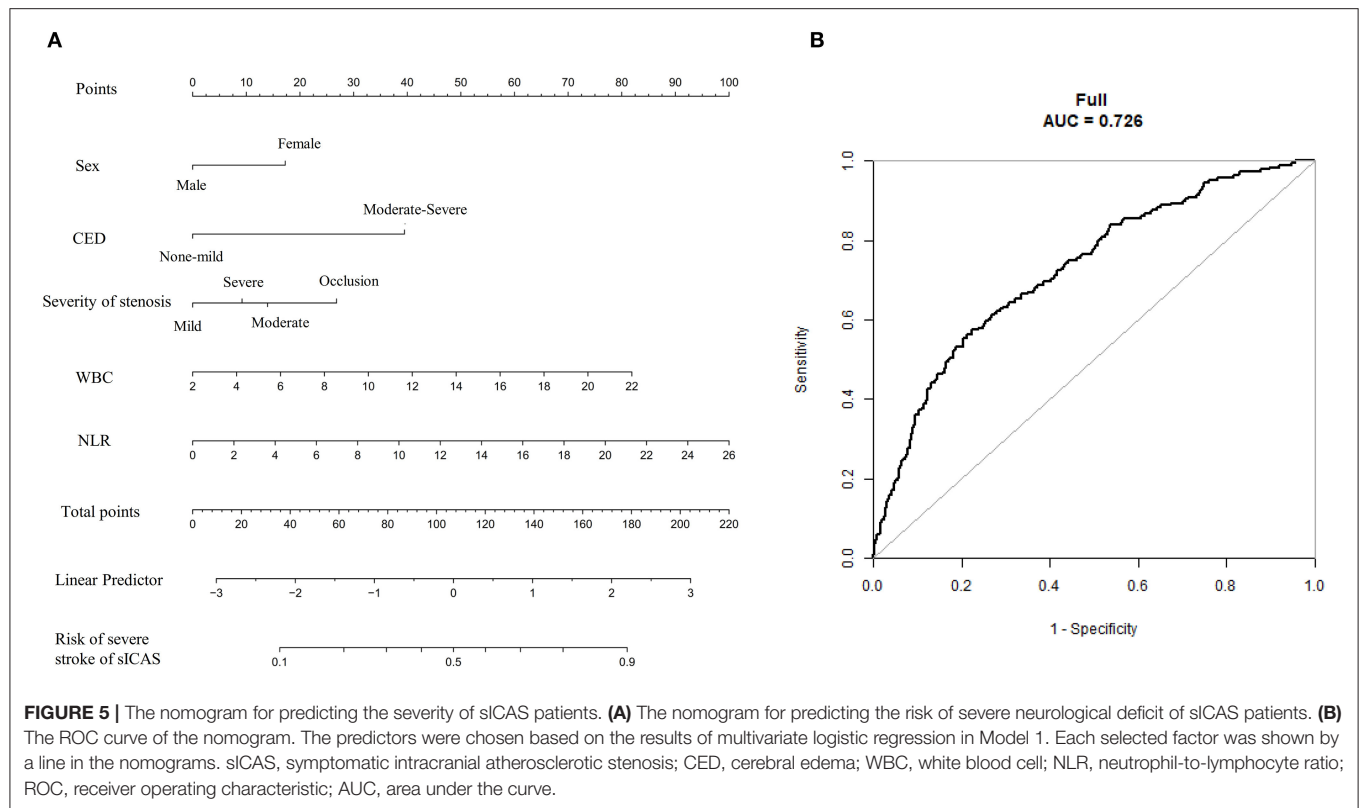 A
Points
0 10 20 30 40 50 60 70 80 90 100
Sex
Female
Male
CED
Moderate-Severe
None-mild
Severity of stenosis
Severe Occlusion
Mild Moderate
WBC
2 4 6 8 10 12 14 16 18 20 22
NLR
0 2 4 6 8 10 12 14 16 18 20 22 24 26
Total points
0 20 40 60 80 100 120 140 160 180 200 220
Linear Predictor
−3 −2 −1 0 1 2 3
Risk of severe
stroke of sICAS
0.1 0.5 0.9
B
Full
AUC = 0.726
Sensitivity
1.0
0.8
0.6
0.4
0.2
0.0
0.0 0.2 0.4 0.6 0.8 1.0
1 - Specificity
FIGURE 5 | The nomogram for predicting the severity of sICAS patients. (A) The nomogram for predicting the risk of severe neurological deficit of sICAS patients. (B)
The ROC curve of the nomogram. The predictors were chosen based on the results of multivariate logistic regression in Model 1. Each selected factor was shown by
a line in the nomograms. sICAS, symptomatic intracranial atherosclerotic stenosis; CED, cerebral edema; WBC, white blood cell; NLR, neutrophil-to-lymphocyte ratio;
ROC, receiver operating characteristic; AUC, area under the curve.